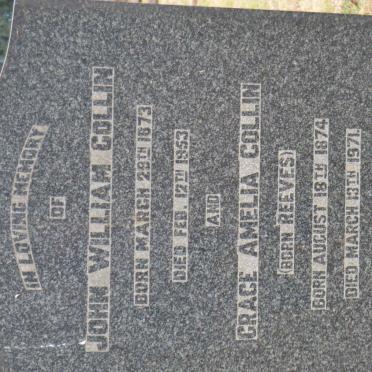 IN LOVING MEMORY
OF
JOHN WILLIAM COLLIN
BORN MARCH 28TH 1873
DIED FEB. 12TH 1953
AND
GRACE AMELIA COLLIN
(BORN REEVES)
BORN AUGUST 18TH 1874
DIED MARCH 13TH 1971.